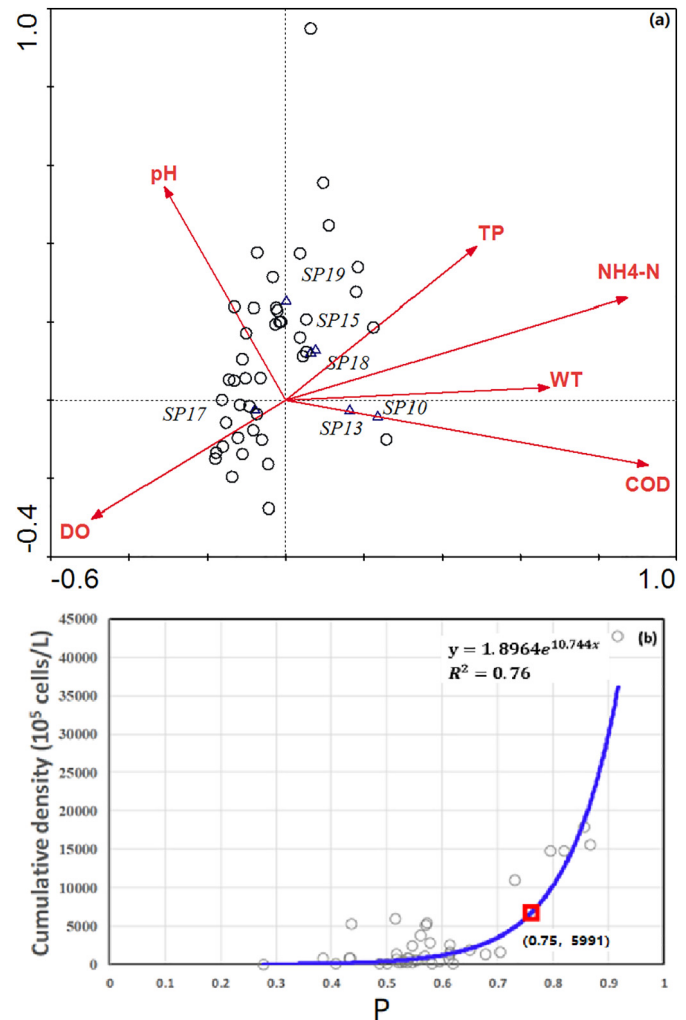 1.0
(a)
pH
TP
SP19
NH4-N
SP15
SP18
WT
SP17
SP10
SP13
COD
DO
-0.4
-0.6
1.0
45000
(b)
y = 1.8964e^10.744x
40000
R² = 0.76
35000
30000
25000
20000
15000
10000
5000
(0.75, 5991)
0
0 0.1 0.2 0.3 0.4 0.5 0.6 0.7 0.8 0.9 1
Cumulative density (10⁵ cells/L)
P